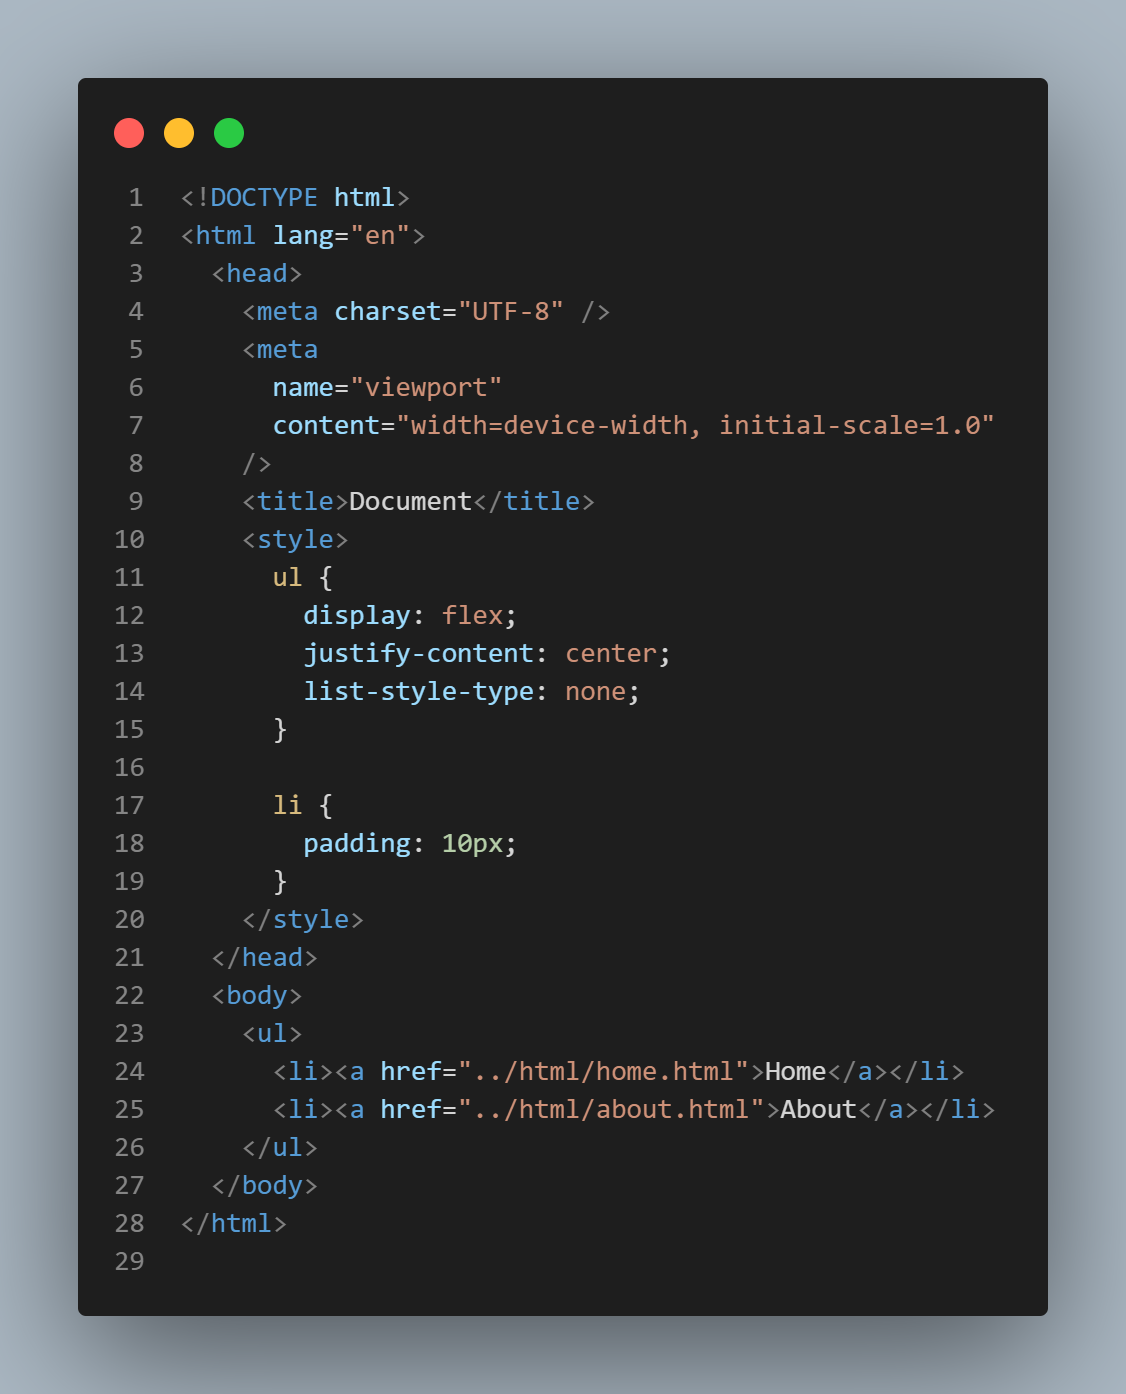 1 <!DOCTYPE html>
2 <html lang="en">
3   <head>
4     <meta charset="UTF-8" />
5     <meta
6       name="viewport"
7       content="width=device-width, initial-scale=1.0"
8     />
9     <title>Document</title>
10     <style>
11       ul {
12         display: flex;
13         justify-content: center;
14         list-style-type: none;
15       }
16
17       li {
18         padding: 10px;
19       }
20     </style>
21   </head>
22   <body>
23     <ul>
24       <li><a href="../html/home.html">Home</a></li>
25       <li><a href="../html/about.html">About</a></li>
26     </ul>
27   </body>
28 </html>
29